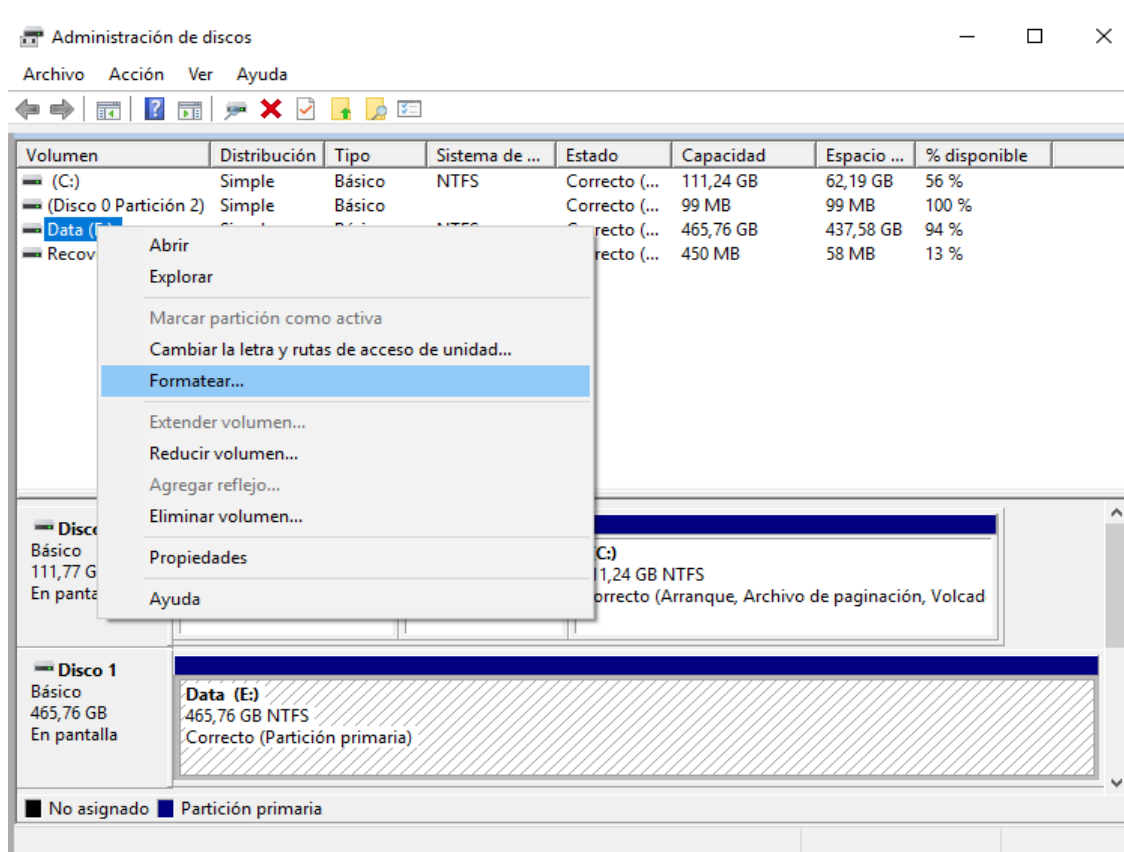 Administración de discos
Archivo Acción Ver Ayuda
Volumen Distribución Tipo Sistema de ... Estado Capacidad Espacio ... % disponible
(C:) Simple Básico NTFS Correcto (... 111,24 GB 62,19 GB 56 %
(Disco 0 Partición 2) Simple Básico Correcto (... 99 MB 99 MB 100 %
Data ( 465,76 GB 437,58 GB 94 %
Recov recto (... 450 MB 58 MB 13 %
Abrir
Explorar
Marcar partición como activa
Cambiar la letra y rutas de acceso de unidad...
Formatear...
Extender volumen...
Reducir volumen...
Agregar reflejo...
Eliminar volumen...
Propiedades
Ayuda
Disc
Básico
111,77 G
En panta
C:)
11,24 GB NTFS
orrecto (Arranque, Archivo de paginación, Volcad
Disco 1
Básico
465,76 GB
En pantalla
Data (E:)
465,76 GB NTFS
Correcto (Partición primaria)
No asignado Partición primaria